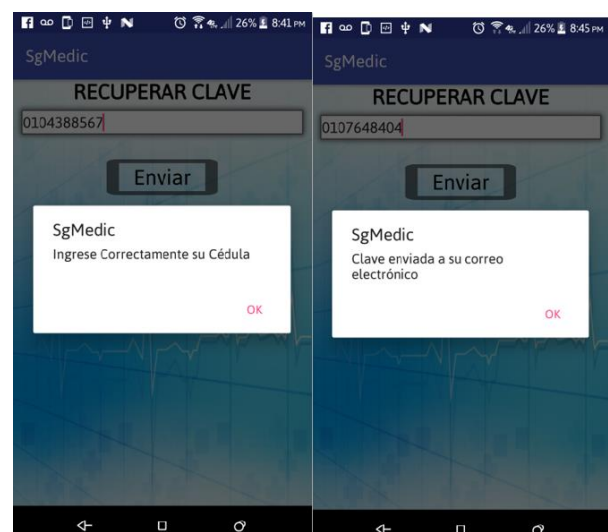 26% 8:41 PM
SgMedic
RECUPERAR CLAVE
0104388567
Enviar
SgMedic
Ingrese Correctamente su Cédula
OK
26% 8:45 PM
SgMedic
RECUPERAR CLAVE
0107648404
Enviar
SgMedic
Clave enviada a su correo
electrónico
OK